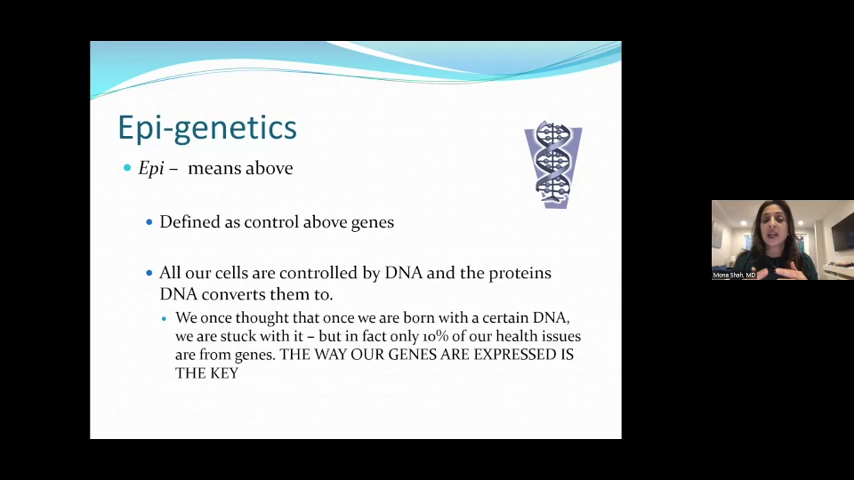 Epi-genetics
Epi – means above
Defined as control above genes
All our cells are controlled by DNA and the proteins
DNA converts them to.
We once thought that once we are born with a certain DNA,
we are stuck with it – but in fact only 10% of our health issues
are from genes. THE WAY OUR GENES ARE EXPRESSED IS
THE KEY
Mona Shah, MD